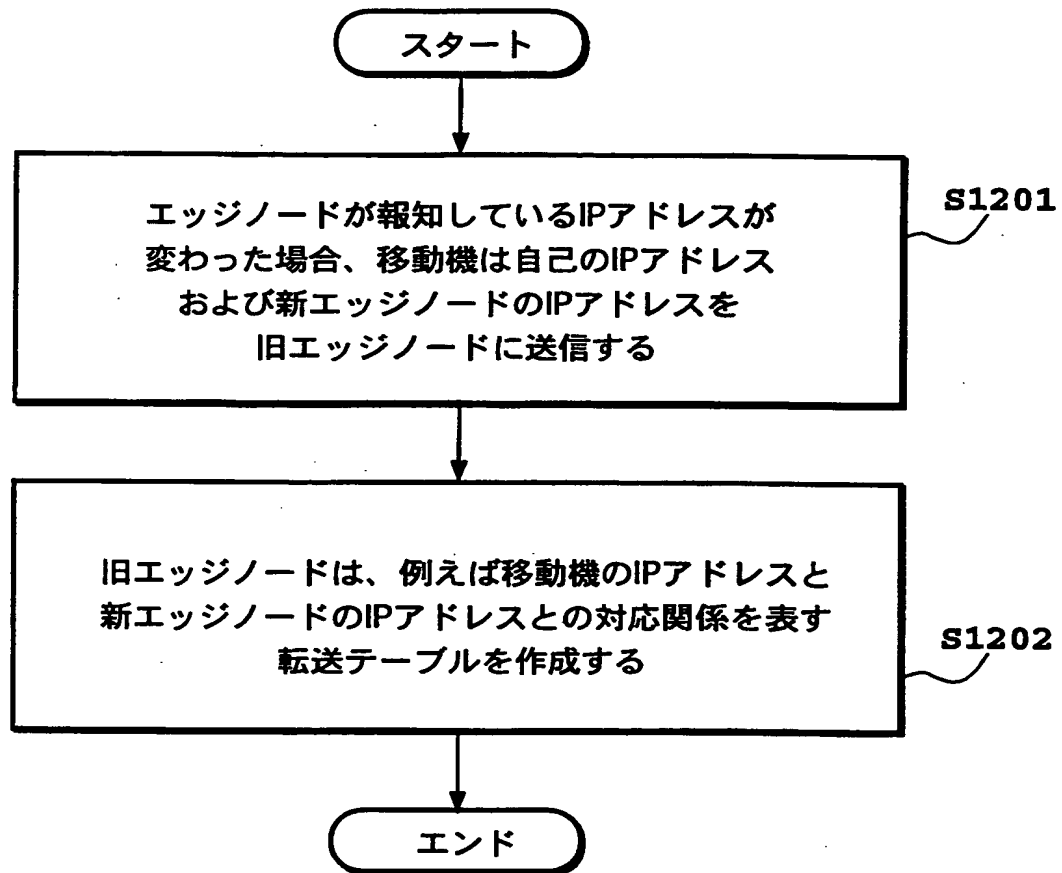 スタート
エッジノードが報知しているIPアドレスが
変わった場合、移動機は自己のIPアドレス
および新エッジノードのIPアドレスを
旧エッジノードに送信する
S1201
旧エッジノードは、例えば移動機のIPアドレスと
新エッジノードのIPアドレスとの対応関係を表す
転送テーブルを作成する
S1202
エンド